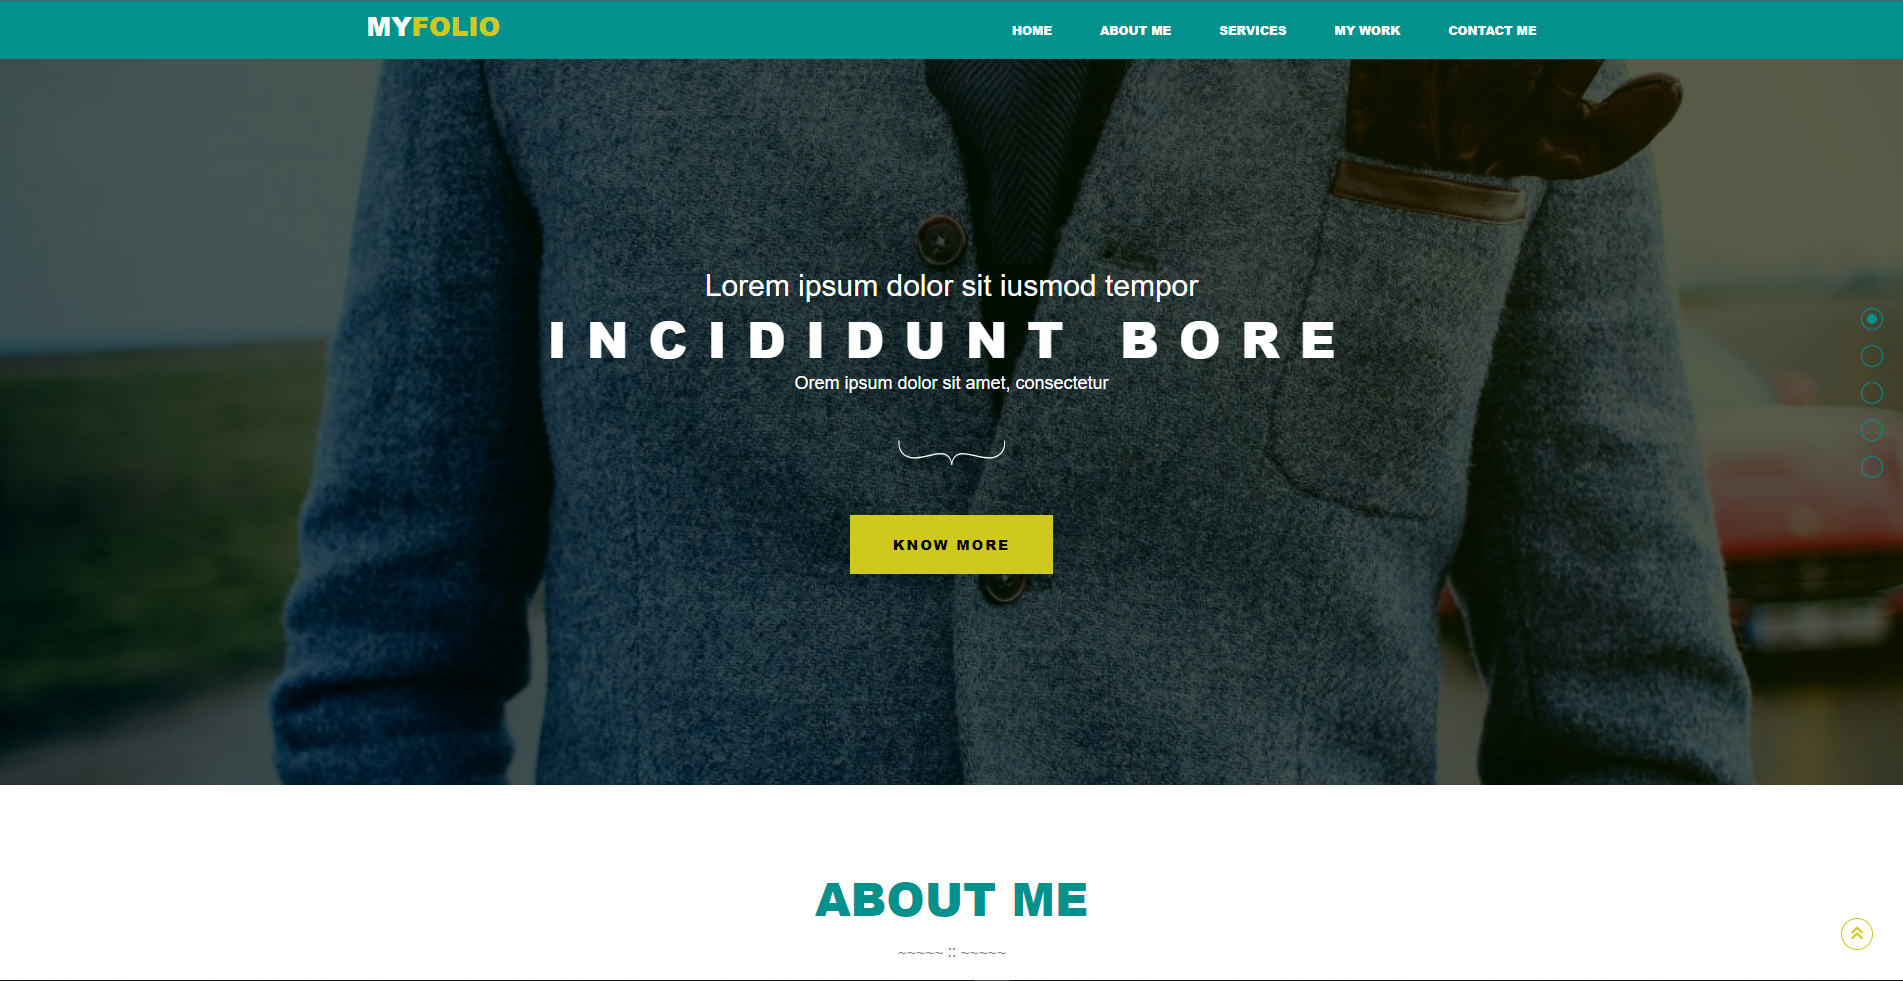 MYFOLIO
HOME ABOUT ME SERVICES MY WORK CONTACT ME
Lorem ipsum dolor sit iusmod tempor
INCIDIDUNT BORE
Orem ipsum dolor sit amet, consectetur
KNOW MORE
ABOUT ME
~~~~~ :: ~~~~~